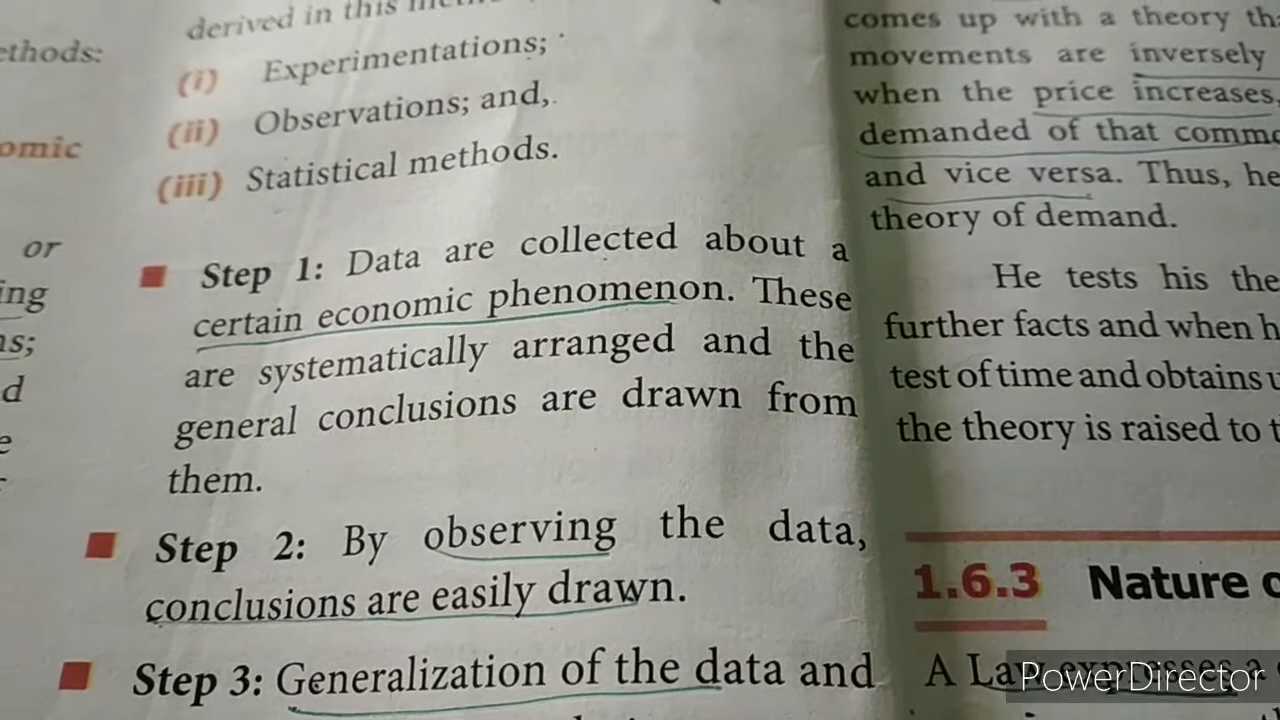 ethods:
omic
or
ing
ns;
d
e
derived in this
(i) Experimentations;
(ii) Observations; and,
(iii) Statistical methods.
■ Step 1: Data are collected about a
certain economic phenomenon. These
are systematically arranged and the
general conclusions are drawn from
them.
■ Step 2: By observing the data,
conclusions are easily drawn.
■ Step 3: Generalization of the data and
comes up with a theory tha
movements are inversely
when the price increases,
demanded of that comm
and vice versa. Thus, he
theory of demand.
He tests his the
further facts and when h
test of time and obtains u
the theory is raised to t
1.6.3 Nature o
A Law expresses a
PowerDirector